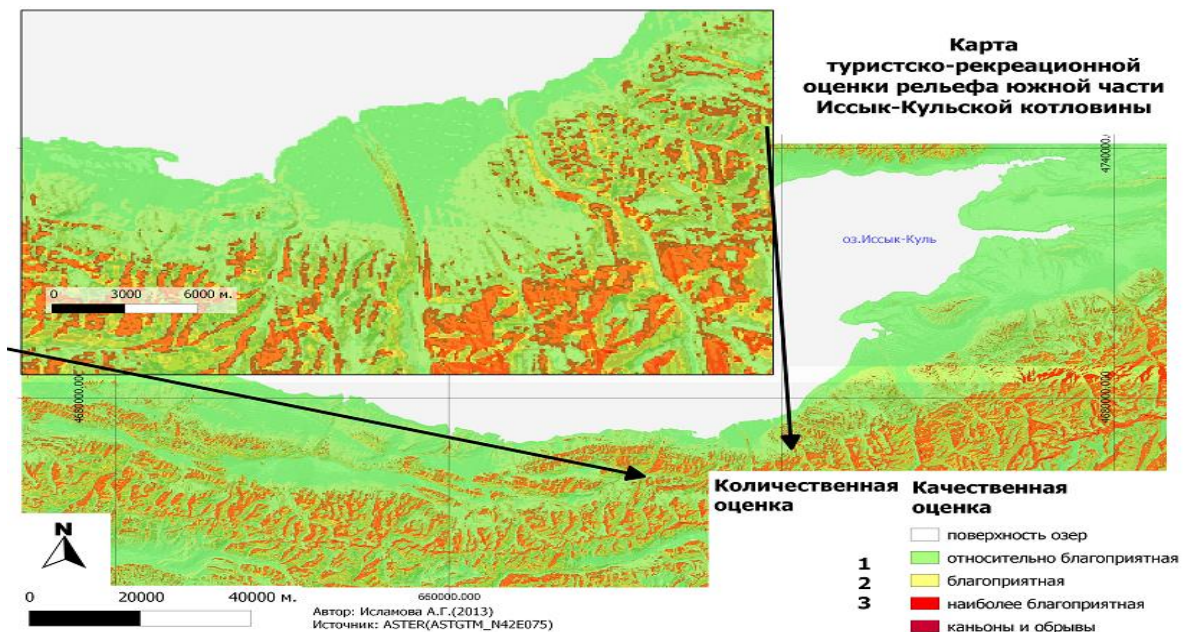 Карта
туристско-рекреационной
оценки рельефа южной части
Иссык-Кульской котловины
4740000.
оз.Иссык-Куль
0 3000 6000 м.
4680000.000
4680000.000
Количественная
оценка
Качественная
оценка
поверхность озер
1 относительно благоприятная
2 благоприятная
3 наиболее благоприятная
каньоны и обрывы
N
0 20000 40000 м.
660000.000
Автор: Исламова А.Г.(2013)
Источник: ASTER(ASTGTM_N42E075)